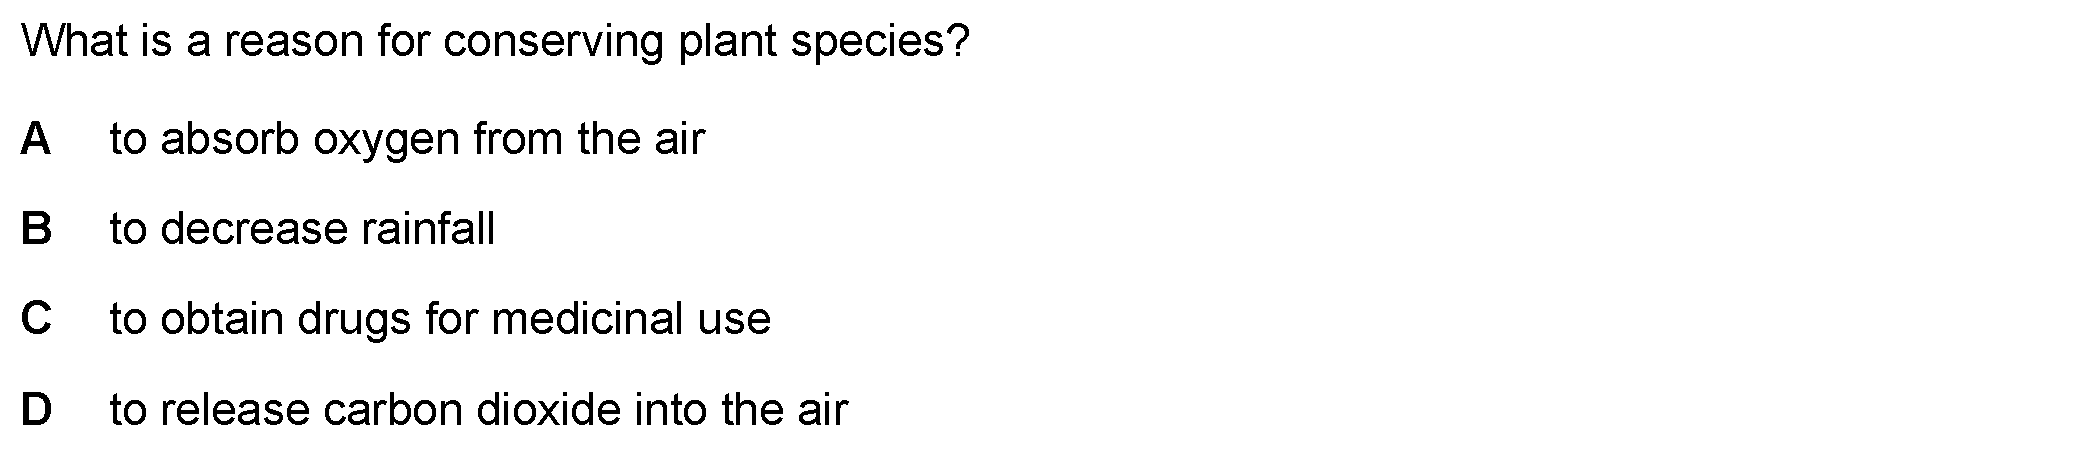 What is a reason for conserving plant species?
A to absorb oxygen from the air
B to decrease rainfall
C to obtain drugs for medicinal use
D to release carbon dioxide into the air